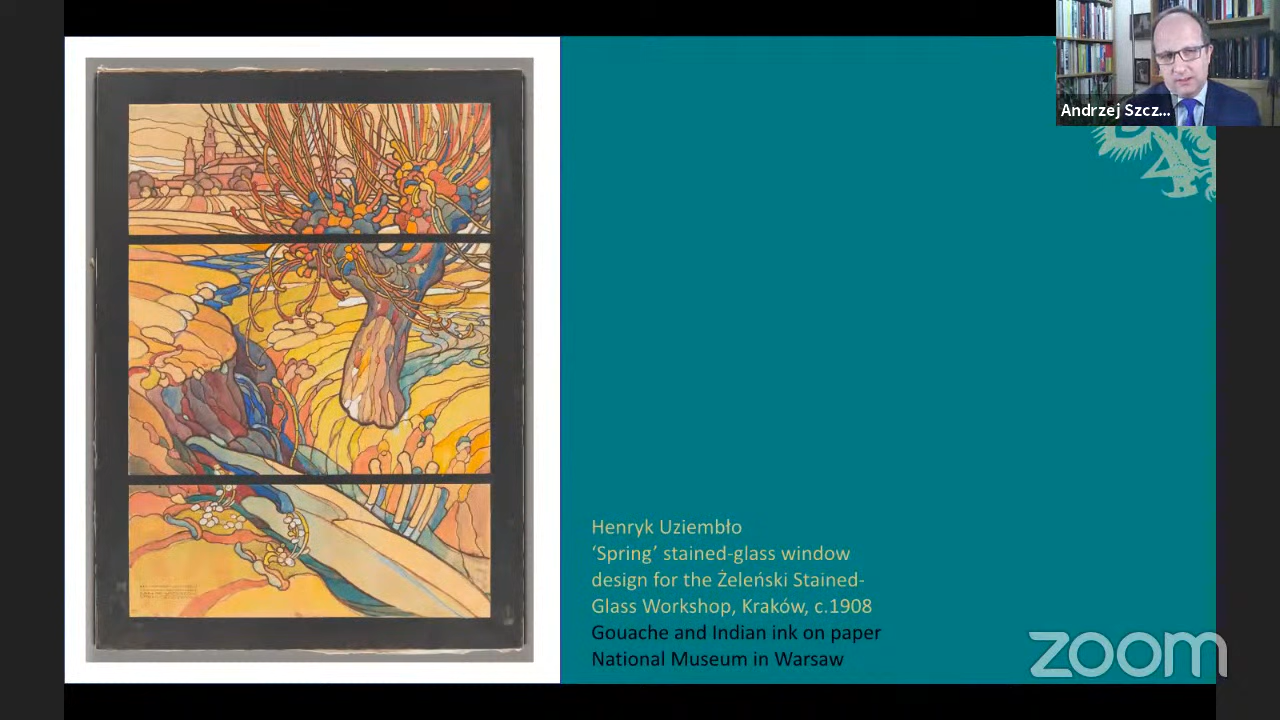 Andrzej Szcz...
Henryk Uziembło
‘Spring’ stained-glass window
design for the Żeleński Stained-
Glass Workshop, Kraków, c.1908
Gouache and Indian ink on paper
National Museum in Warsaw
zoom